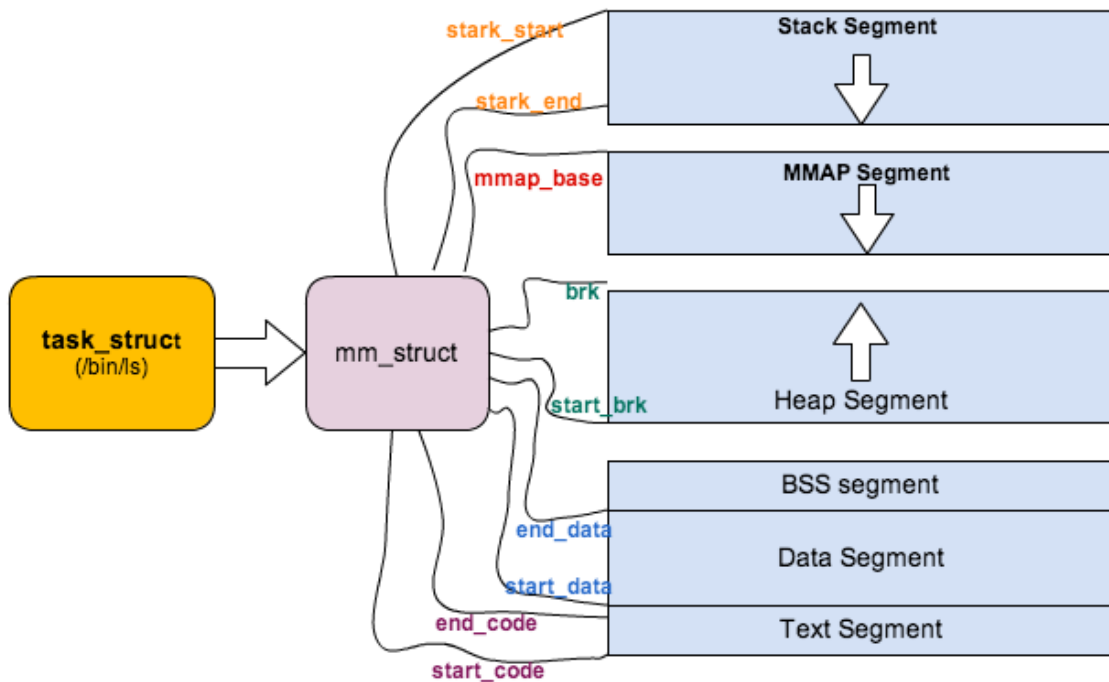 stark_start
Stack Segment
stark_end
mmap_base
MMAP Segment
brk
task_struct
(/bin/ls)
mm_struct
start_brk
Heap Segment
BSS segment
end_data
Data Segment
start_data
end_code
Text Segment
start_code